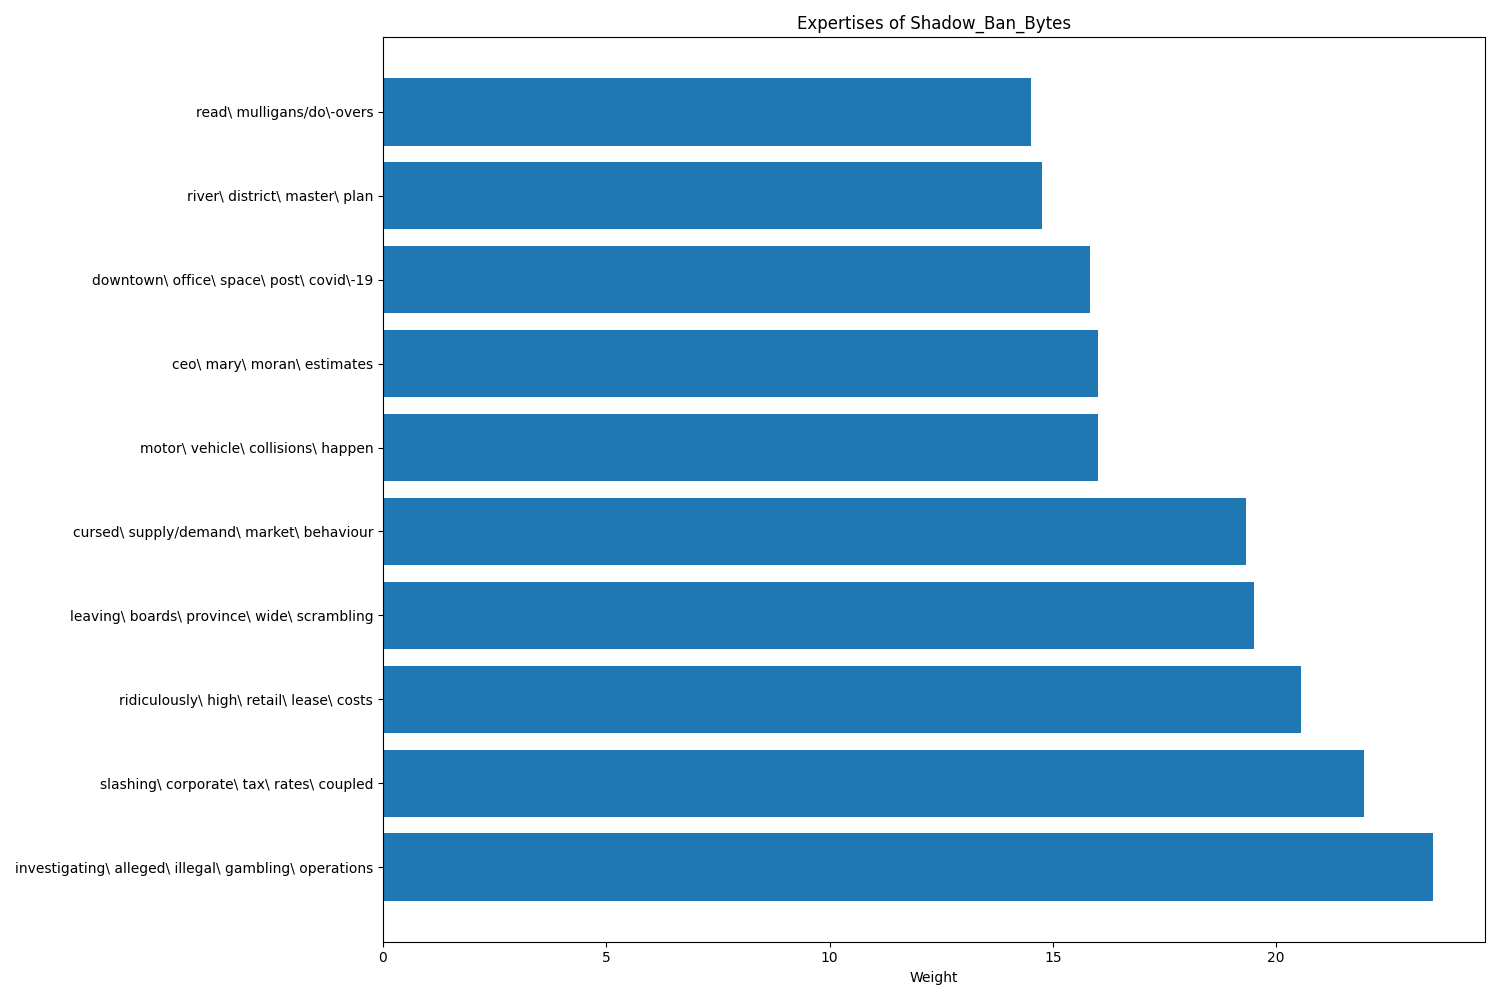 Expertises of Shadow_Ban_Bytes
read\ mulligans/do\-overs
river\ district\ master\ plan
downtown\ office\ space\ post\ covid\-19
ceo\ mary\ moran\ estimates
motor\ vehicle\ collisions\ happen
cursed\ supply/demand\ market\ behaviour
leaving\ boards\ province\ wide\ scrambling
ridiculously\ high\ retail\ lease\ costs
slashing\ corporate\ tax\ rates\ coupled
investigating\ alleged\ illegal\ gambling\ operations
0 5 10 15 20
Weight